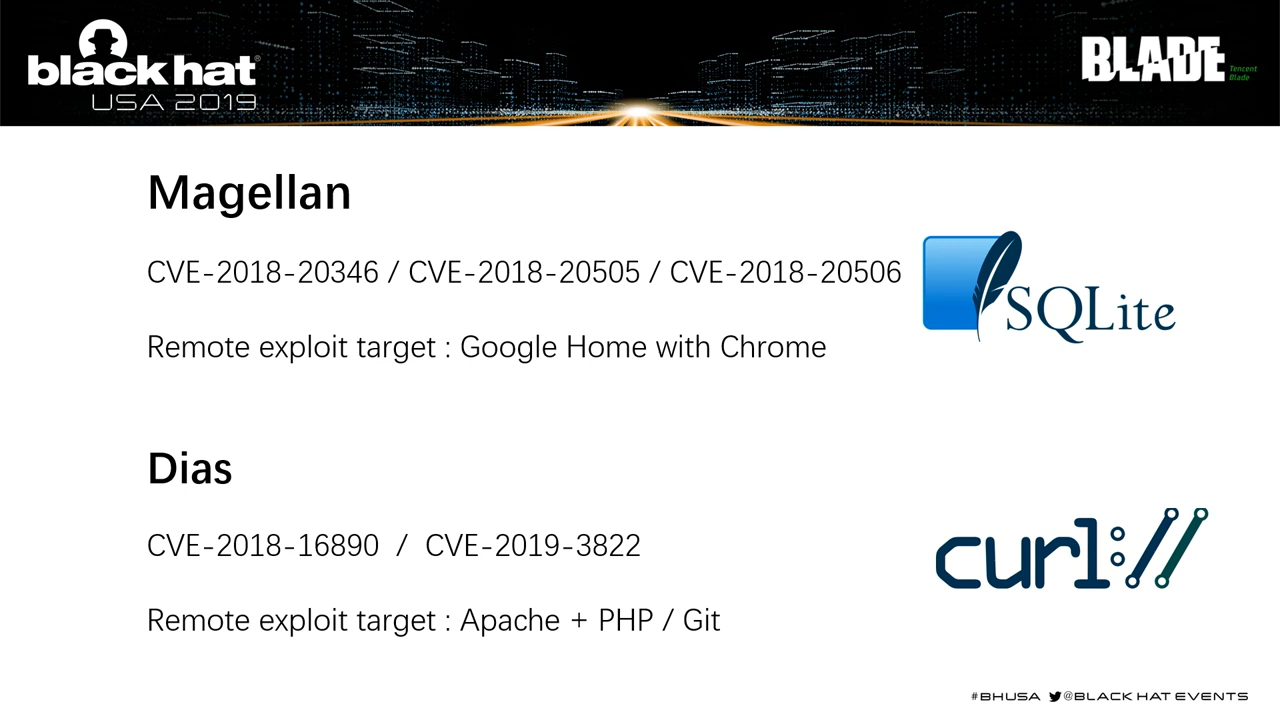 black hat®
USA 2019
BLADE
Tencent
Blade
Magellan
CVE-2018-20346 / CVE-2018-20505 / CVE-2018-20506
SQLite
Remote exploit target : Google Home with Chrome
Dias
CVE-2018-16890 / CVE-2019-3822
curl://
Remote exploit target : Apache + PHP / Git
#BHUSA @BLACK HAT EVENTS